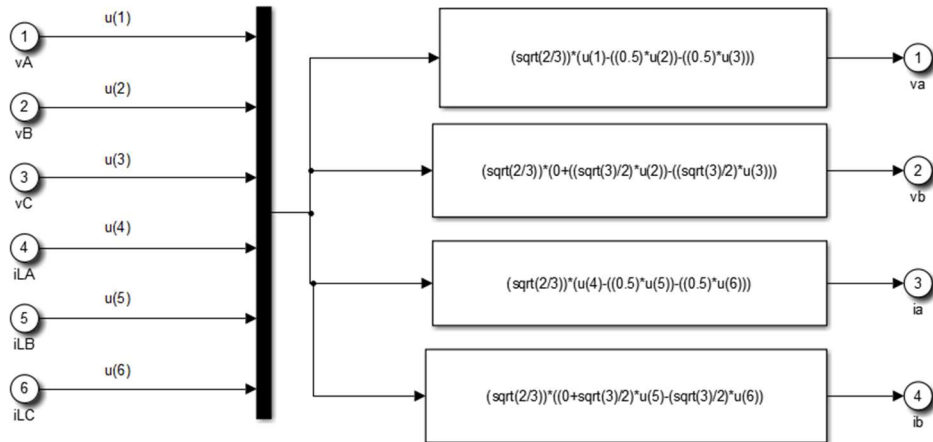 u(1)
1
vA
u(2)
2
vB
u(3)
3
vC
u(4)
4
iLA
u(5)
5
iLB
u(6)
6
iLC
(sqrt(2/3))*(u(1)-((0.5)*u(2))-((0.5)*u(3)))
1
va
(sqrt(2/3))*(0+((sqrt(3)/2)*u(2))-((sqrt(3)/2)*u(3)))
2
vb
(sqrt(2/3))*(u(4)-((0.5)*u(5))-((0.5)*u(6)))
3
ia
(sqrt(2/3))*((0+sqrt(3)/2)*u(5)-(sqrt(3)/2)*u(6))
4
ib